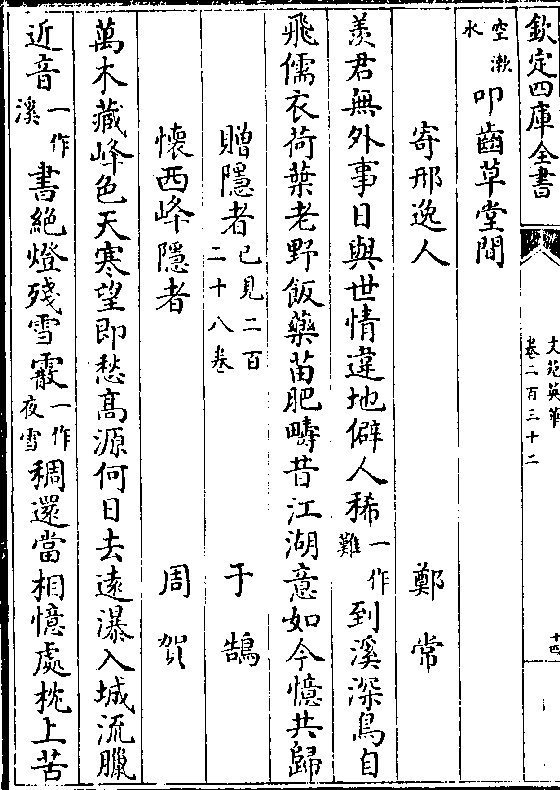 欽定四庫全書
文苑英華
卷二百三十二
十四
空漱水叩齒草堂間
寄邢逸人 鄭常
羨君無外事日與世情違地僻人稀一作難到溪深鳥自
飛儒衣荷葉老野飯藥苗肥疇昔江湖意如今憶共歸
贈隱者已見二百二十八卷 于鵠
懷西峰隱者 周賀
萬木藏峰色天寒望即愁高源何日去遠瀑入城流臘
近音一作溪書絶燈殘雪霰一作夜雪稠還當相憶處枕上苦